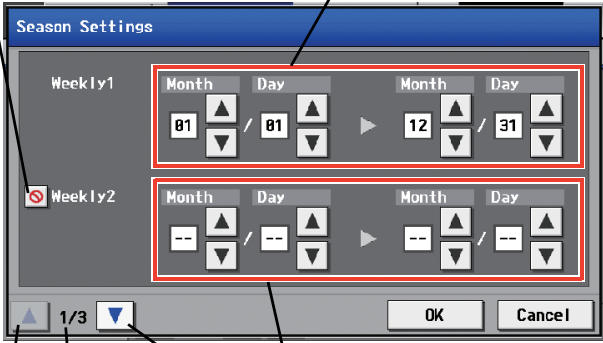 Season Settings
Weekly1
Month Day Month Day
01 / 01 12 / 31
Weekly2
Month Day Month Day
-- / -- -- / --
1/3 OK Cancel